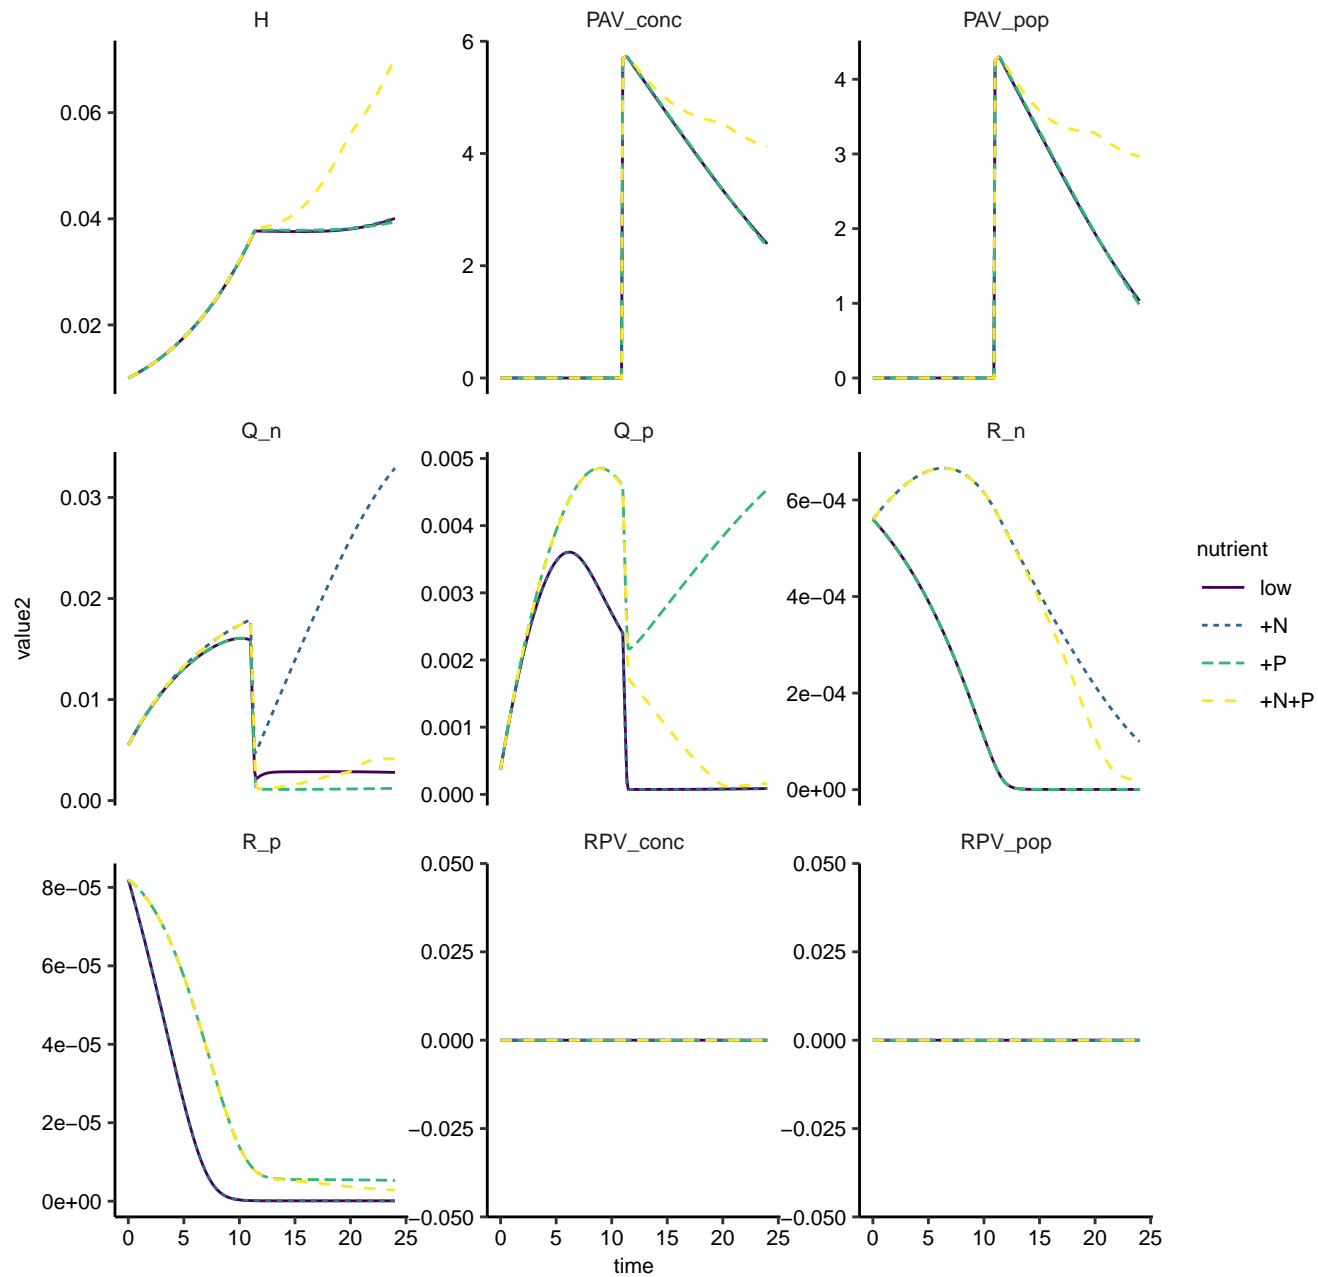 H
PAV_conc
PAV_pop
0.06
0.04
0.02
6
4
2
0
4
3
2
1
0
Q_n
Q_p
R_n
0.03
0.02
0.01
0.00
0.005
0.004
0.003
0.002
0.001
0.000
6e−04
4e−04
2e−04
0e+00
value2
nutrient
low
+N
+P
+N+P
R_p
RPV_conc
RPV_pop
8e−05
6e−05
4e−05
2e−05
0e+00
0.050
0.025
0.000
−0.025
−0.050
0.050
0.025
0.000
−0.025
−0.050
0 5 10 15 20 25
0 5 10 15 20 25
0 5 10 15 20 25
time